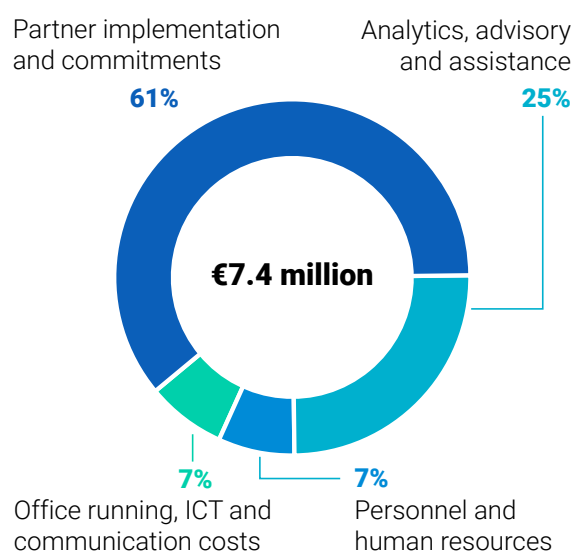 Partner implementation
and commitments
61%
Analytics, advisory
and assistance
25%
€7.4 million
7%
Office running, ICT and
communication costs
7%
Personnel and
human resources